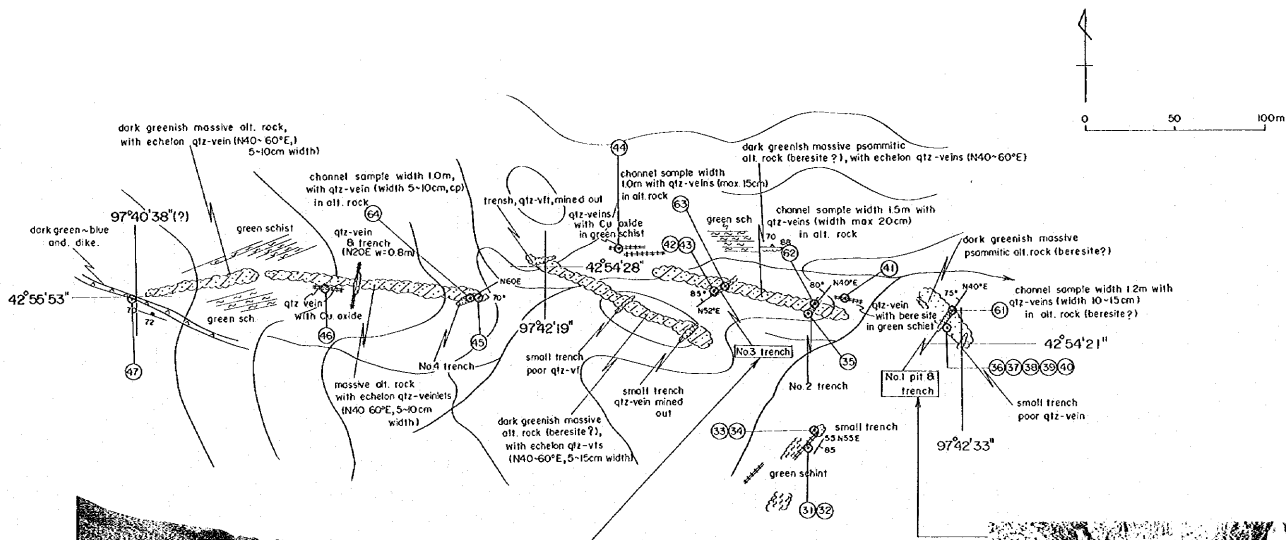 0 50 100m
dark greenish massive alt. rock,
with echelon qtz-vein (N40~60°E,)
5~10cm width)
channel sample width 1.0m,
with qtz-vein (width 5~10cm,cp)
in alt. rock
64
44
channel sample width
1.0m with qtz-veins (max.15cm)
in alt. rock
63
dark greenish massive psammitic
alt. rock (beresite?), with echelon qtz-veins (N40~60°E)
trensh, qtz-vft, mined out
qtz-veins/
with Cu oxide
in green schist
green sch.
70
88
channel sample width 1.5m with
qtz-veins (width max 20cm)
in alt. rock
62
97°40'38"(?)
dark green~blue
and. dike.
green schist
qtz-vein
& trench
(N20E w=0.8m)
42 43
42°54'28"
41
dark greenish massive
psamitic alt.rock (beresite?)
42°55'53"
70
72
green sch.
qtz vein
with Cu oxide
N60E
70°
85°
N52°E
80°
N40°E
qtz-vein
with bere site
in green schiet
75°
N40°E
channel sample width 1.2m with
qtz-veins (width 10~15cm)
in alt. rock (beresite?)
61
47
46
No.4 trench
45
97°42'19"
small trench
poor qtz-vf
No3 trench
35
42°54'21"
No.2 trench
No.1 pit &
trench
36 37 38 39 40
massive alt. rock
with echelon qtz-veinlets
(N40 60°E, 5~10cm
width)
small trench
qtz-vein mined
out
dark greenish massive
alt. rock (beresite?),
with echelon qtz-vts
(N40~60°E,5~15cm width)
small trench
poor qtz-vein
33 34
small trench
55 N55E
85
97°42'33"
green schint
31 32